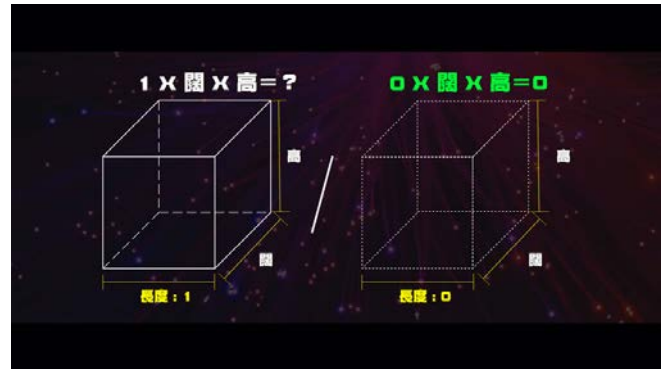 1 X 闊 X 高=?
0 X 闊 X 高=0
高
高
闊
闊
長度:1
長度:0